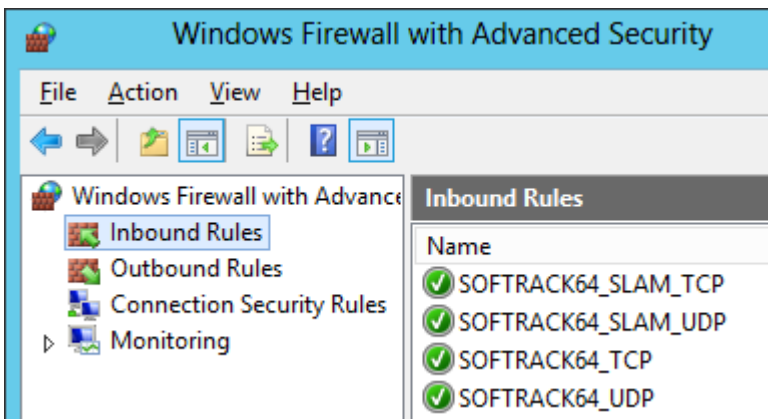 Windows Firewall with Advanced Security
File Action View Help
Windows Firewall with Advance
Inbound Rules
Outbound Rules
Connection Security Rules
Monitoring
Inbound Rules
Name
SOFTRACK64_SLAM_TCP
SOFTRACK64_SLAM_UDP
SOFTRACK64_TCP
SOFTRACK64_UDP